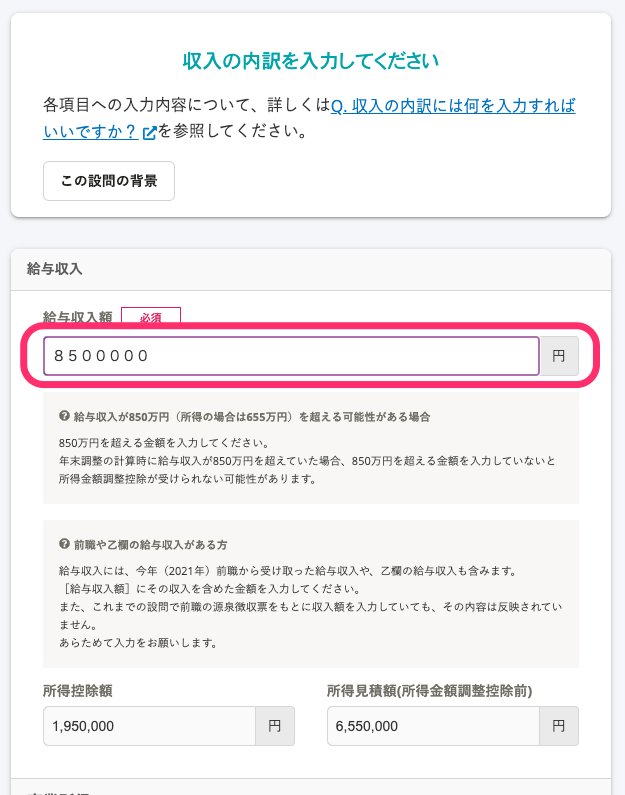 収入の内訳を入力してください
各項目への入力内容について、詳しくはQ. 収入の内訳には何を入力すれば
いいですか？を参照してください。
この設問の背景
給与収入
給与収入額 必須
８５０００００ 円
給与収入が850万円（所得の場合は655万円）を超える可能性がある場合
850万円を超える金額を入力してください。
年末調整の計算時に給与収入が850万円を超えていた場合、850万円を超える金額を入力していないと
所得金額調整控除が受けられない可能性があります。
前職や乙欄の給与収入がある方
給与収入には、今年（2021年）前職から受け取った給与収入や、乙欄の給与収入も含みます。
［給与収入額］にその収入を含めた金額を入力してください。
また、これまでの設問で前職の源泉徴収票をもとに収入額を入力していても、その内容は反映されてい
ません。
あらためて入力をお願いします。
所得控除額 所得見積額(所得金額調整控除前)
1,950,000 円 6,550,000 円